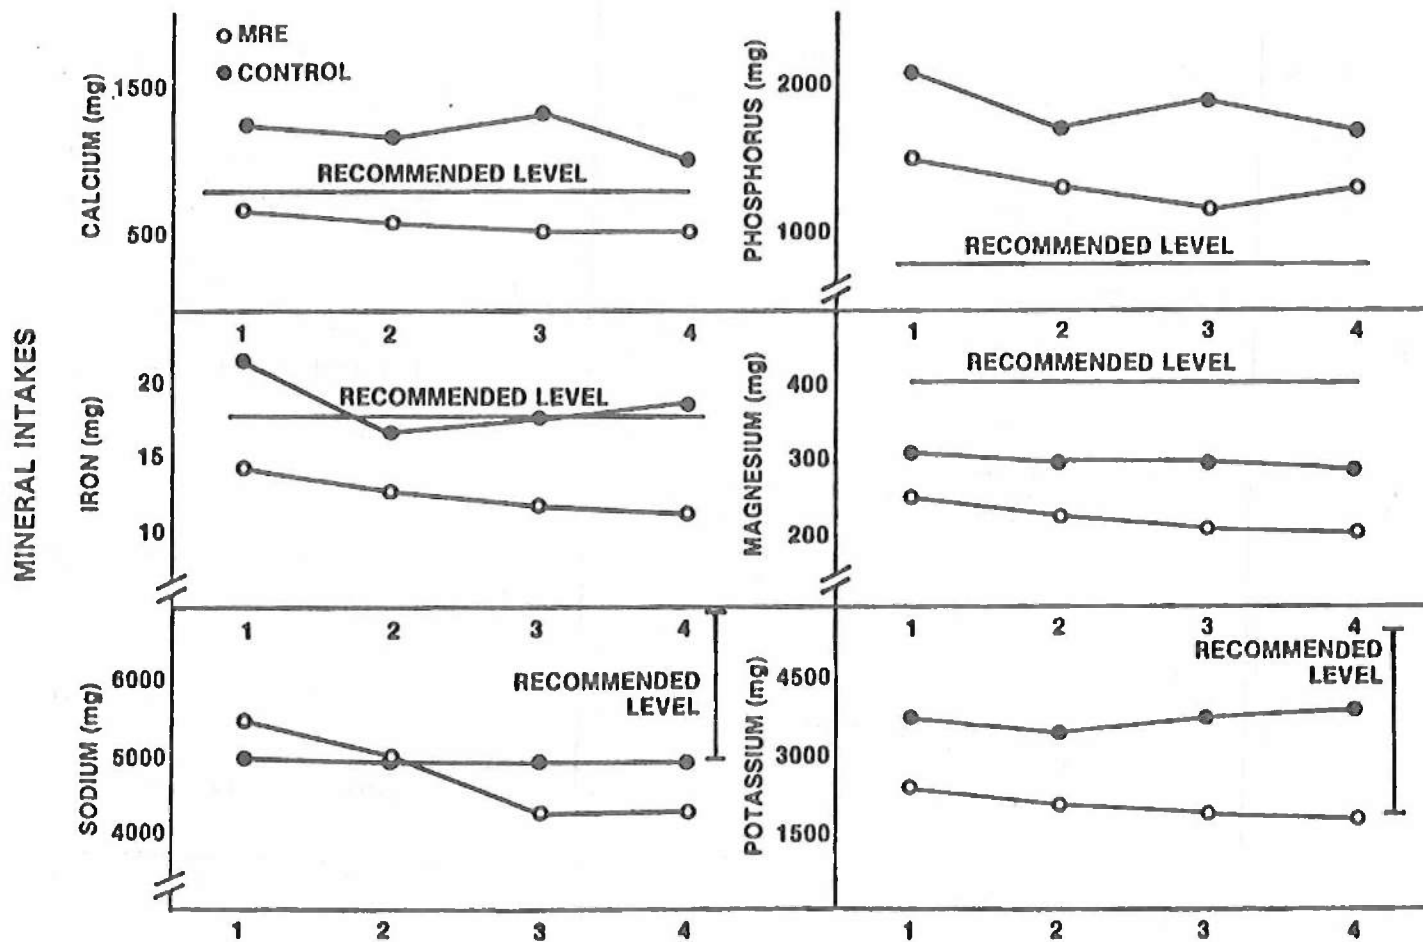 MINERAL INTAKES
CALCIUM (mg)
1500
500
MRE
CONTROL
RECOMMENDED LEVEL
1 2 3 4
PHOSPHORUS (mg)
2000
1000
RECOMMENDED LEVEL
1 2 3 4
IRON (mg)
20
15
10
RECOMMENDED LEVEL
1 2 3 4
MAGNESIUM (mg)
400
300
200
RECOMMENDED LEVEL
1 2 3 4
SODIUM (mg)
6000
5000
4000
RECOMMENDED
LEVEL
1 2 3 4
POTASSIUM (mg)
4500
3000
1500
RECOMMENDED
LEVEL
1 2 3 4